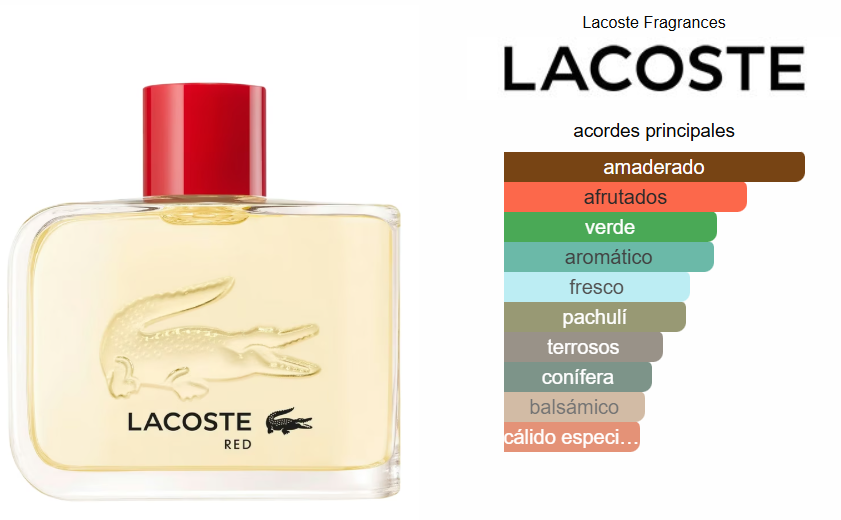 Lacoste Fragrances
LACOSTE
acordes principales
amaderado
afrutados
verde
aromático
fresco
pachulí
terrosos
conífera
balsámico
cálido especi...
LACOSTE
RED